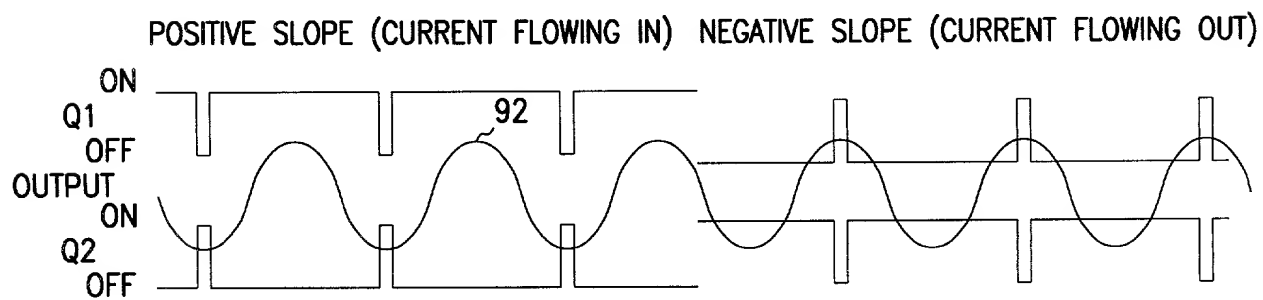 POSITIVE SLOPE (CURRENT FLOWING IN) NEGATIVE SLOPE (CURRENT FLOWING OUT)
ON
Q1
92
OFF
OUTPUT
ON
Q2
OFF